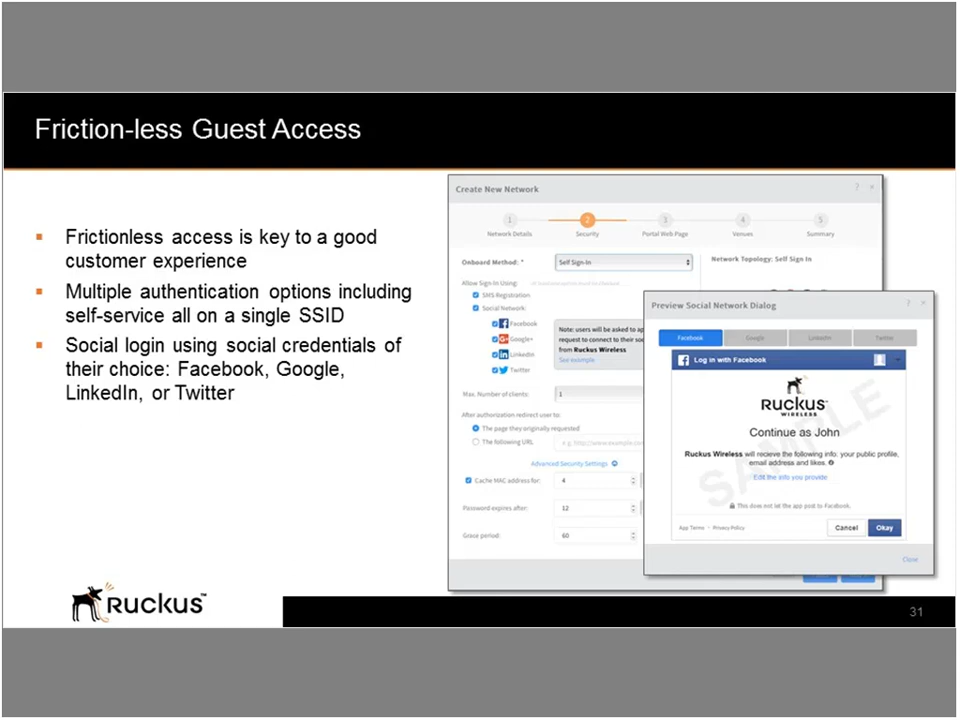 Friction-less Guest Access
▪ Frictionless access is key to a good
customer experience
▪ Multiple authentication options including
self-service all on a single SSID
▪ Social login using social credentials of
their choice: Facebook, Google,
LinkedIn, or Twitter
Create New Network
? ×
1 2 3 4 5
Network Details Security Portal Web Page Venues Summary
Onboard Method: * Self Sign-In
Network Topology: Self Sign In
Allow Sign-In Using:
SMS Registration
Social Network:
Facebook
Google+
LinkedIn
Twitter
Note: users will be asked to ap
request to connect to their soc
from Ruckus Wireless
See example
Max. Number of clients: 1
After authorization redirect user to:
The page they originally requested
The following URL e.g. http://www.example.com
Advanced Security Settings
Cache MAC address for: 4
Password expires after: 12
Grace period: 60
Preview Social Network Dialog
? ×
Facebook Google LinkedIn Twitter
Log in with Facebook
RUCKUS™
WIRELESS
Continue as John
Ruckus Wireless will recieve the following info: your public profile,
email address and likes.
Edit the info you provide
This does not let the app post to Facebook.
App Terms · Privacy Policy
Cancel Okay
Close
SAMPLE
RUCKUS™
31